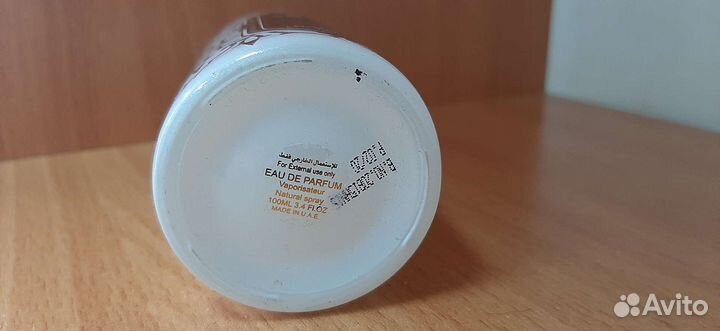 للاستعمال الخارجي فقط
For External use only
EAU DE PARFUM
Vaporisateur
Natural spray
100ML 3.4 Fl.OZ
MADE IN U.A.E.
Avito